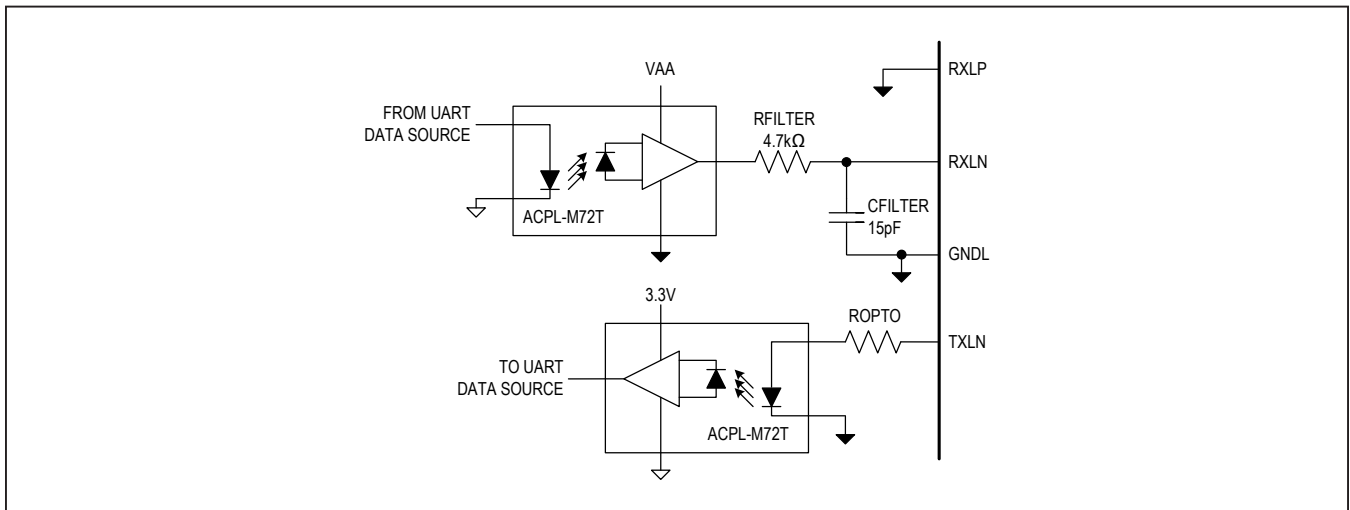 VAA
RXLP
FROM UART
DATA SOURCE
RFILTER
4.7kΩ
RXLN
ACPL-M72T
CFILTER
15pF
GNDL
3.3V
ROPTO
TXLN
TO UART
DATA SOURCE
ACPL-M72T